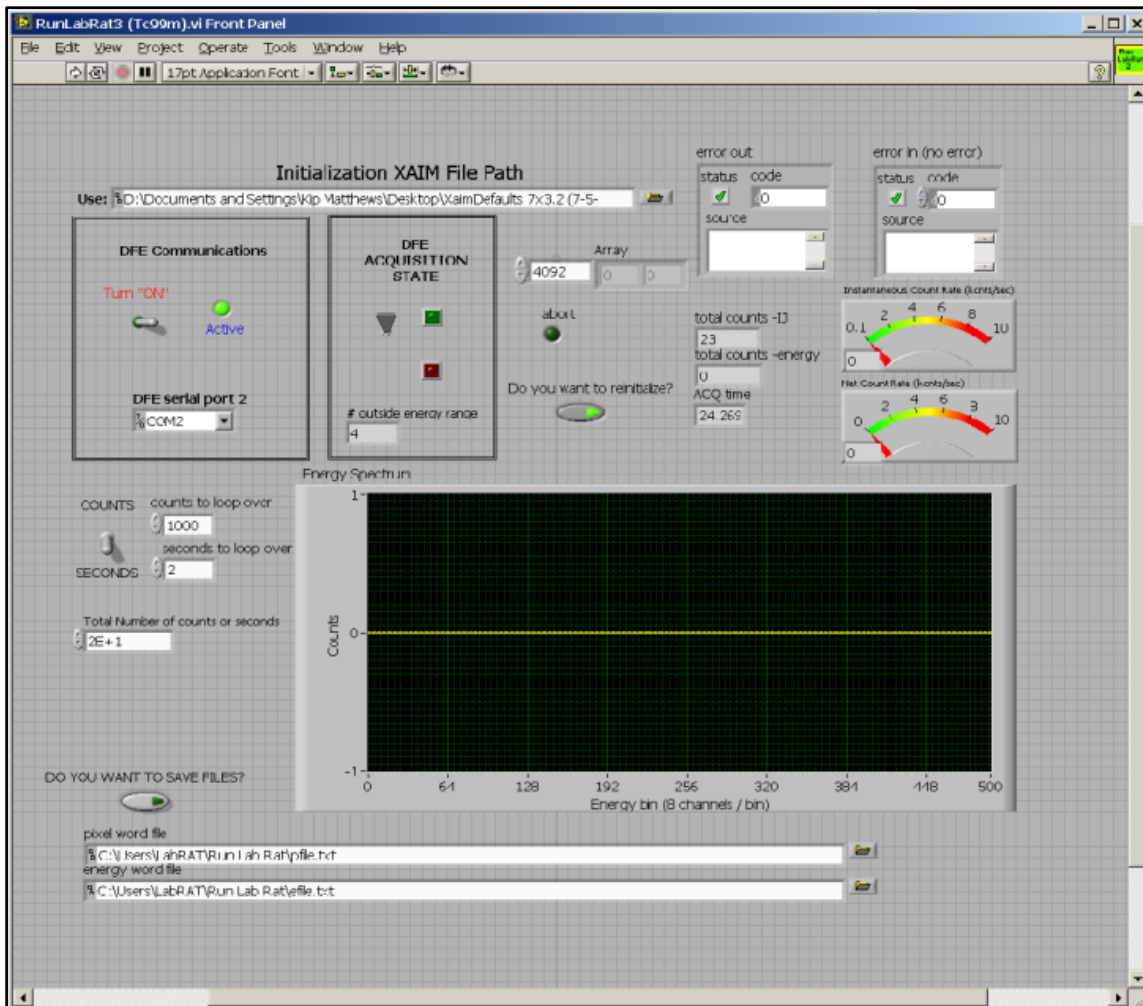 RunLabRat3 (Tc99m).vi Front Panel
File Edit View Project Operate Tools Window Help
17pt Application Font
Run
LabRat
2
Initialization XAIM File Path
Use: D:\Documents and Settings\Kip Matthews\Desktop\XaimDefaults 7x3.2 (7-5-
error out
status code
0
source
error in (no error)
status code
0
source
DFE Communications
Turn "ON"
Active
DFE serial port 2
COM2
DFE
ACQUISITION
STATE
# outside energy range
4
4092
Array
0 0
abort
Do you want to reinitialize?
total counts -IJ
23
total counts -energy
0
ACQ time
24.269
Instantaneous Count Rate (kcnts/sec)
0.1 2 4 6 8 10
0
Net Count Rate (kcnts/sec)
0 2 4 6 8 10
0
COUNTS
SECONDS
counts to loop over
1000
seconds to loop over
2
Total Number of counts or seconds
2E+1
Energy Spectrum
Counts
1
0
-1
0 64 128 192 256 320 384 448 500
Energy bin (8 channels / bin)
DO YOU WANT TO SAVE FILES?
pixel word file
C:\Users\LabRAT\Run Lab Rat\pfile.txt
energy word file
C:\Users\LabRAT\Run Lab Rat\efile.txt